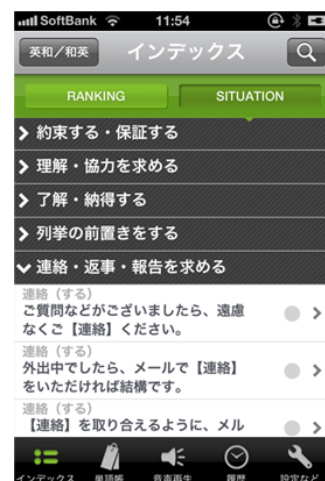 SoftBank 11:54
英和/和英 インデックス
RANKING SITUATION
約束する・保証する
理解・協力を求める
了解・納得する
列挙の前置きをする
連絡・返事・報告を求める
連絡（する）
ご質問などがございましたら、遠慮
なくご【連絡】ください。
連絡（する）
外出中でしたら、メールで【連絡】
をいただければ結構です。
連絡（する）
【連絡】を取り合えるように、メル
インデックス 単語帳 音声再生 履歴 設定など